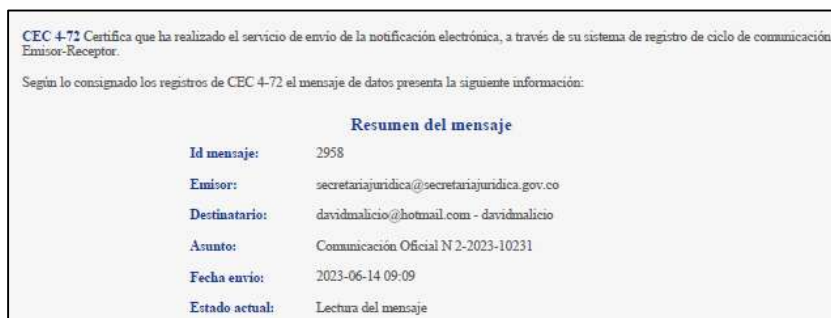 CEC 4-72 Certifica que ha realizado el servicio de envío de la notificación electrónica, a través de su sistema de registro de ciclo de comunicación
Emisor-Receptor.
Según lo consignado los registros de CEC 4-72 el mensaje de datos presenta la siguiente información:
Resumen del mensaje
Id mensaje: 2958
Emisor: secretariajuridica@secretariajuridica.gov.co
Destinatario: davidmalicio@hotmail.com - davidmalicio
Asunto: Comunicación Oficial N 2-2023-10231
Fecha envío: 2023-06-14 09:09
Estado actual: Lectura del mensaje